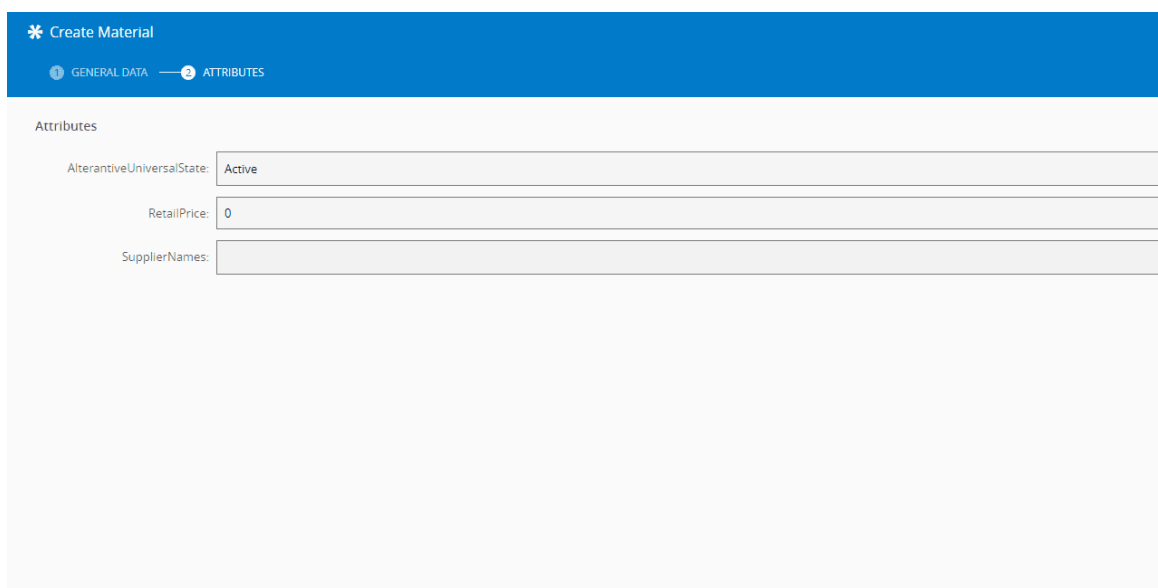 Create Material
1 GENERAL DATA 2 ATTRIBUTES
Attributes
AlterantiveUniversalState: Active
RetailPrice: 0
SupplierNames: